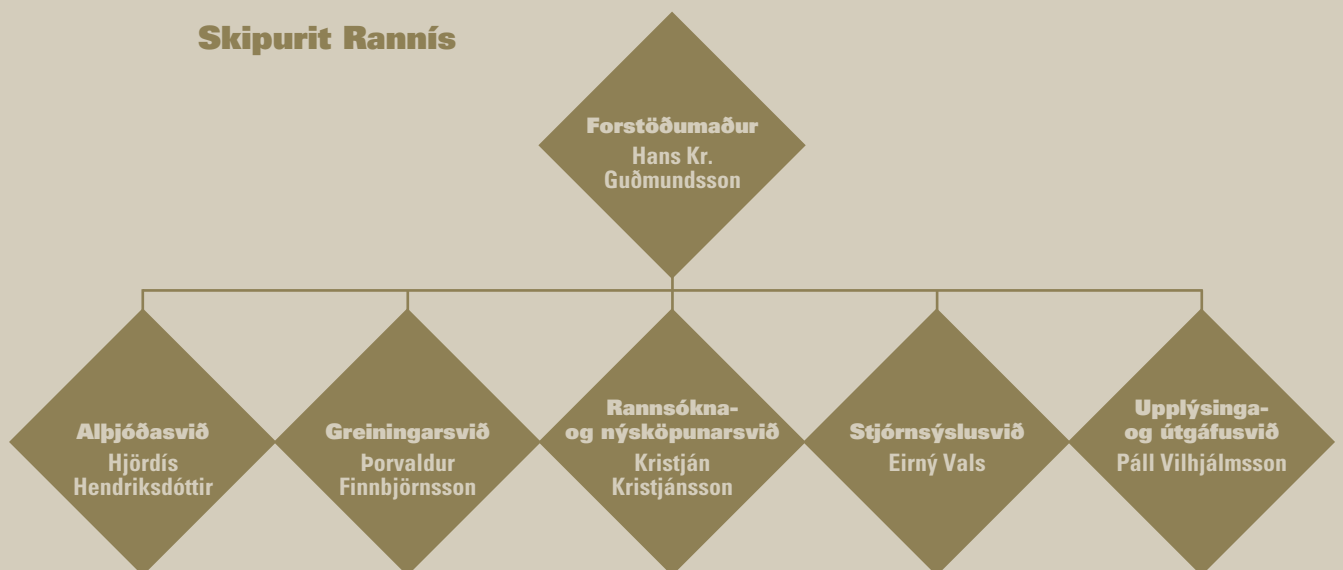 Skipurit Rannís
Forstöðumaður
Hans Kr.
Guðmundsson
Alþjóðasvið
Hjördís
Hendriksdóttir
Greiningarsvið
Þorvaldur
Finnbjörnsson
Rannsókna-
og nýsköpunarsvið
Kristján
Kristjánsson
Stjórnsýslusvið
Eirný Vals
Upplýsinga-
og útgáfusvið
Páll Vilhjálmsson